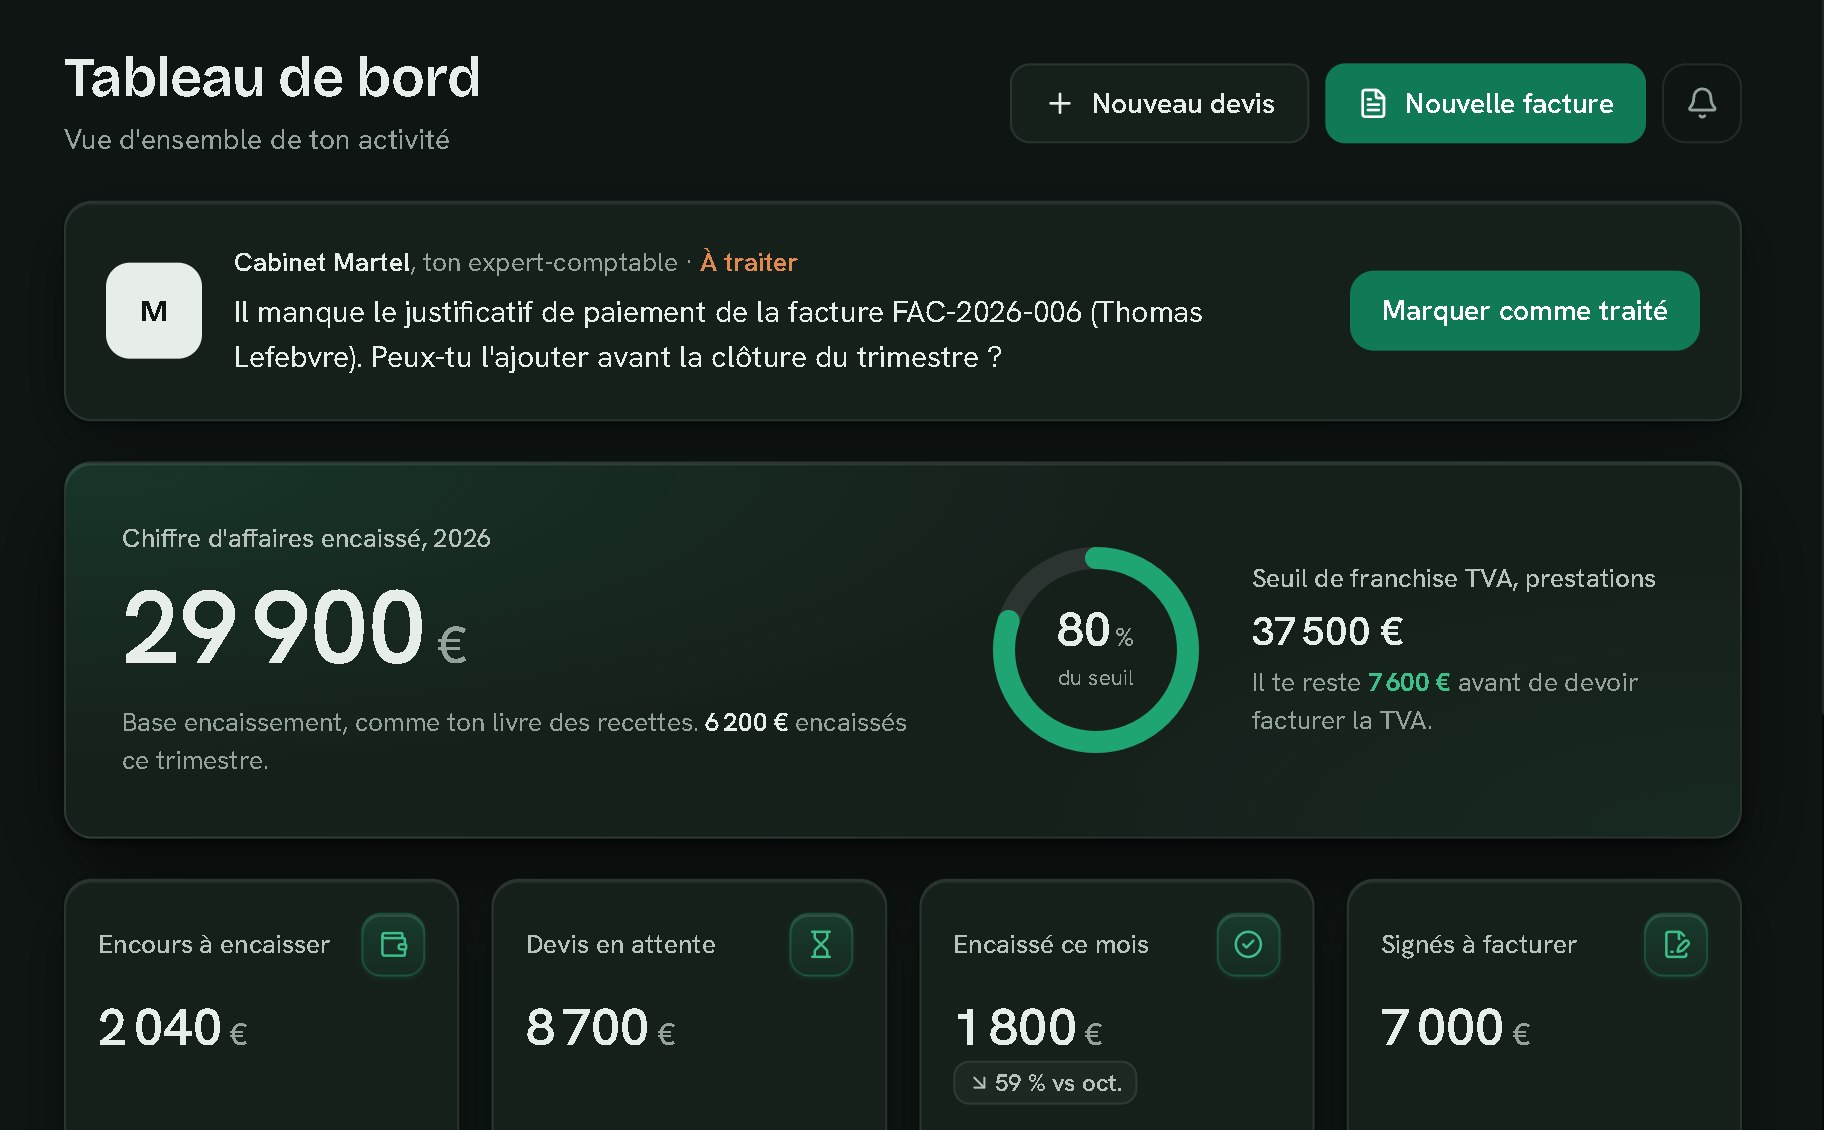 Tableau de bord
Vue d'ensemble de ton activité
Nouveau devis
Nouvelle facture
M
Cabinet Martel, ton expert-comptable · À traiter
Il manque le justificatif de paiement de la facture FAC-2026-006 (Thomas
Lefebvre). Peux-tu l'ajouter avant la clôture du trimestre ?
Marquer comme traité
Chiffre d'affaires encaissé, 2026
29 900 €
Base encaissement, comme ton livre des recettes. 6 200 € encaissés
ce trimestre.
80 %
du seuil
Seuil de franchise TVA, prestations
37 500 €
Il te reste 7 600 € avant de devoir
facturer la TVA.
Encours à encaisser
2 040 €
Devis en attente
8 700 €
Encaissé ce mois
1 800 €
59 % vs oct.
Signés à facturer
7 000 €